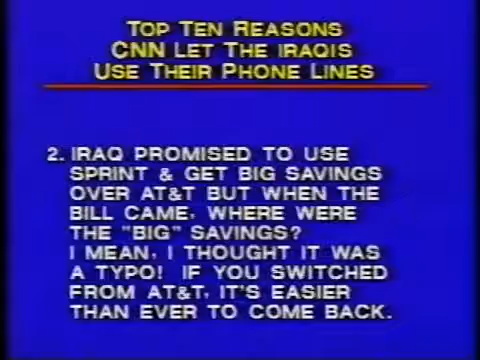 TOP TEN REASONS
CNN LET THE IRAQIS
USE THEIR PHONE LINES
2. IRAQ PROMISED TO USE
SPRINT & GET BIG SAVINGS
OVER AT&T BUT WHEN THE
BILL CAME, WHERE WERE
THE "BIG" SAVINGS?
I MEAN, I THOUGHT IT WAS
A TYPO! IF YOU SWITCHED
FROM AT&T, IT'S EASIER
THAN EVER TO COME BACK.